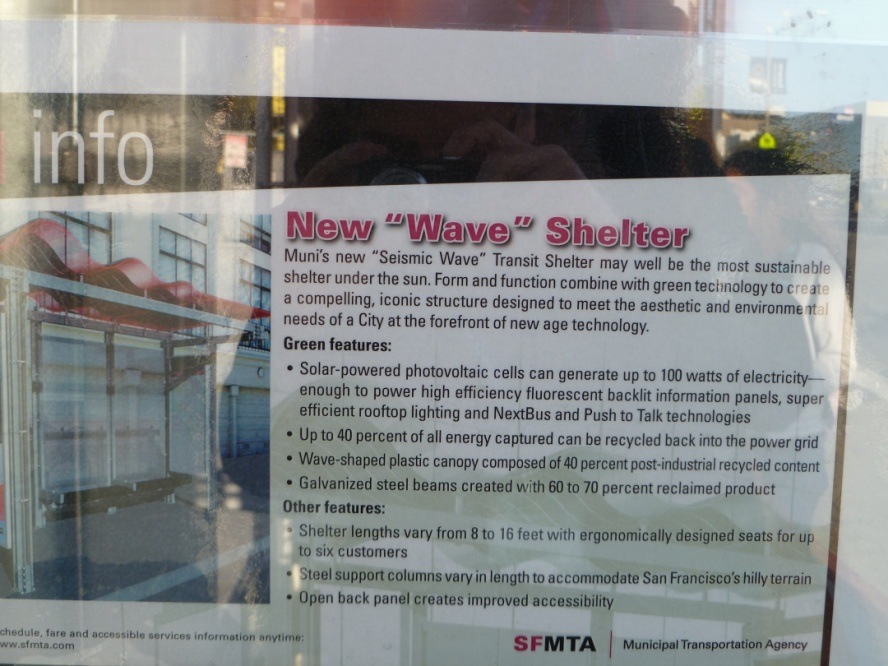 info
New “Wave” Shelter
Muni's new “Seismic Wave” Transit Shelter may well be the most sustainable
shelter under the sun. Form and function combine with green technology to create
a compelling, iconic structure designed to meet the aesthetic and environmental
needs of a City at the forefront of new age technology.
Green features:
• Solar-powered photovoltaic cells can generate up to 100 watts of electricity—
enough to power high efficiency fluorescent backlit information panels, super
efficient rooftop lighting and NextBus and Push to Talk technologies
• Up to 40 percent of all energy captured can be recycled back into the power grid
• Wave-shaped plastic canopy composed of 40 percent post-industrial recycled content
• Galvanized steel beams created with 60 to 70 percent reclaimed product
Other features:
• Shelter lengths vary from 8 to 16 feet with ergonomically designed seats for up
to six customers
• Steel support columns vary in length to accommodate San Francisco's hilly terrain
• Open back panel creates improved accessibility
chedule, fare and accessible services information anytime:
ww.sfmta.com
SFMTA | Municipal Transportation Agency